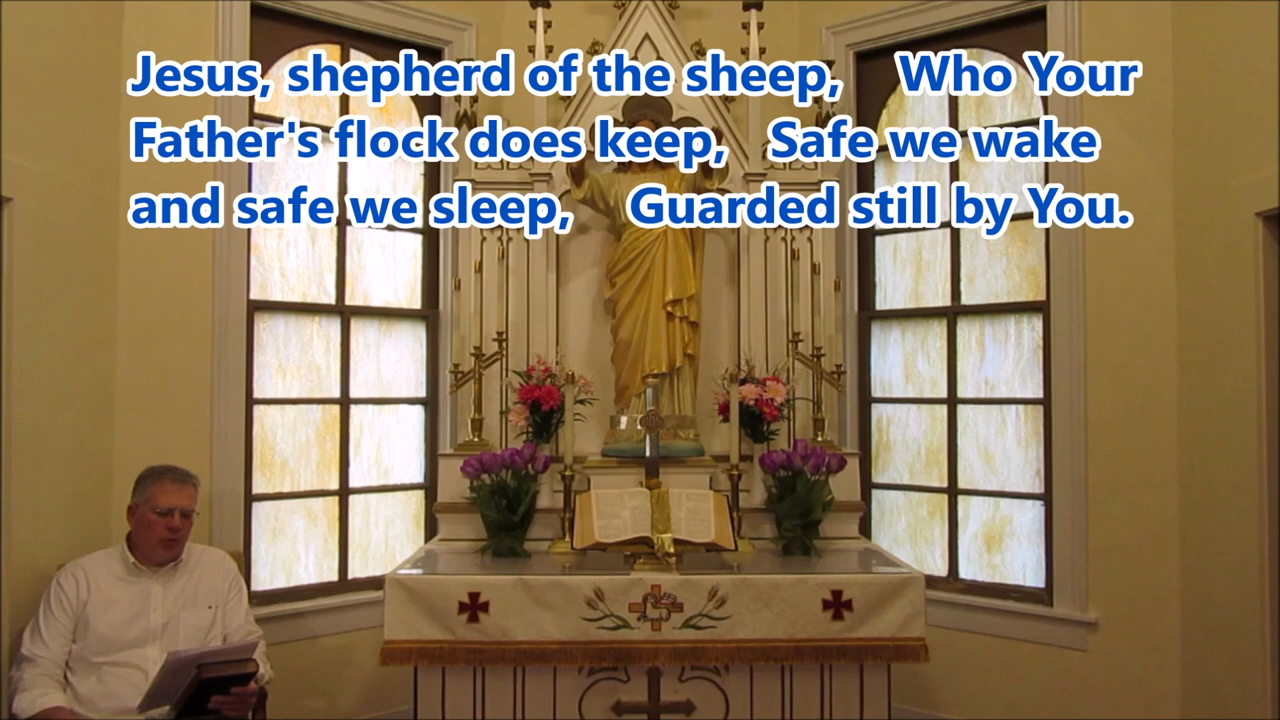 Jesus, shepherd of the sheep, Who Your
Father's flock does keep, Safe we wake
and safe we sleep, Guarded still by You.